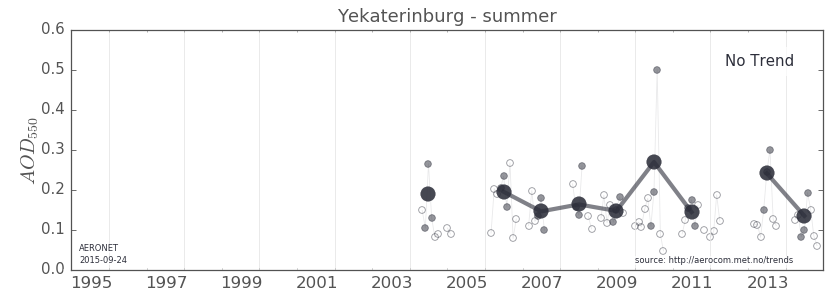 Yekaterinburg - summer
0.6
0.5
0.4
0.3
0.2
0.1
0.0
AOD550
No Trend
AERONET
2015-09-24
source: http://aerocom.met.no/trends
1995 1997 1999 2001 2003 2005 2007 2009 2011 2013